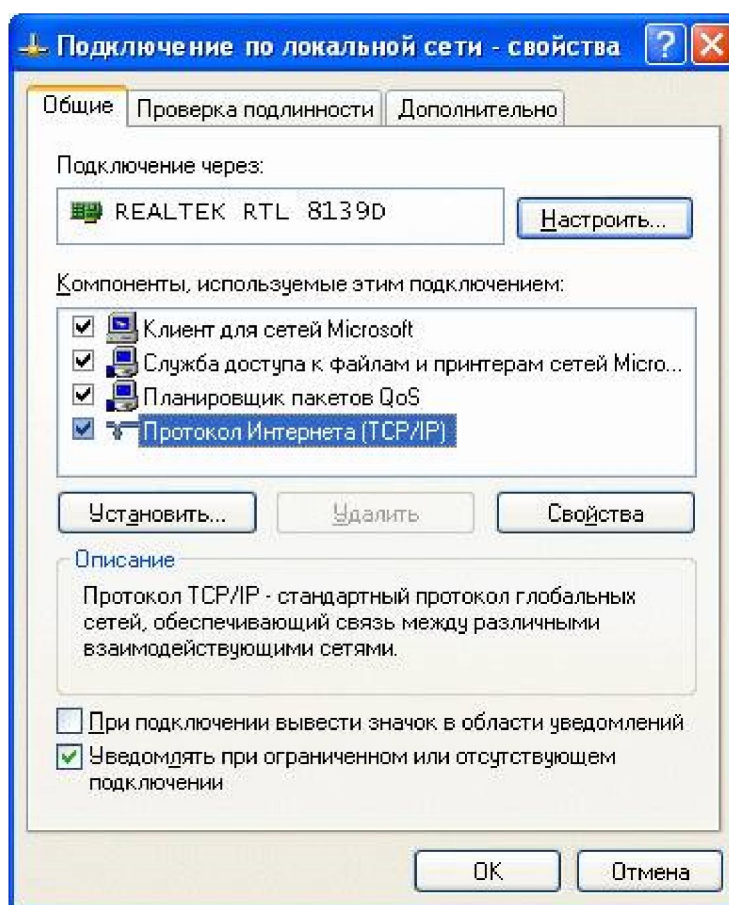 Подключение по локальной сети - свойства
Общие Проверка подлинности Дополнительно
Подключение через:
REALTEK RTL 8139D Настроить...
Компоненты, используемые этим подключением:
Клиент для сетей Microsoft
Служба доступа к файлам и принтерам сетей Micro...
Планировщик пакетов QoS
Протокол Интернета (TCP/IP)
Установить... Удалить Свойства
Описание
Протокол TCP/IP - стандартный протокол глобальных
сетей, обеспечивающий связь между различными
взаимодействующими сетями.
При подключении вывести значок в области уведомлений
Уведомлять при ограниченном или отсутствующем
подключении
OK Отмена